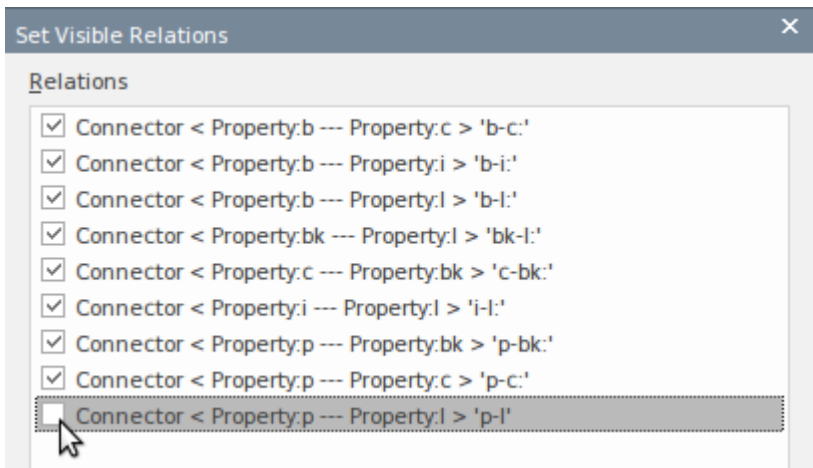 Set Visible Relations
Relations
Connector < Property:b --- Property:c > 'b-c:'
Connector < Property:b --- Property:i > 'b-i:'
Connector < Property:b --- Property:l > 'b-l:'
Connector < Property:bk --- Property:l > 'bk-l:'
Connector < Property:c --- Property:bk > 'c-bk:'
Connector < Property:i --- Property:l > 'i-l:'
Connector < Property:p --- Property:bk > 'p-bk:'
Connector < Property:p --- Property:c > 'p-c:'
Connector < Property:p --- Property:l > 'p-l'